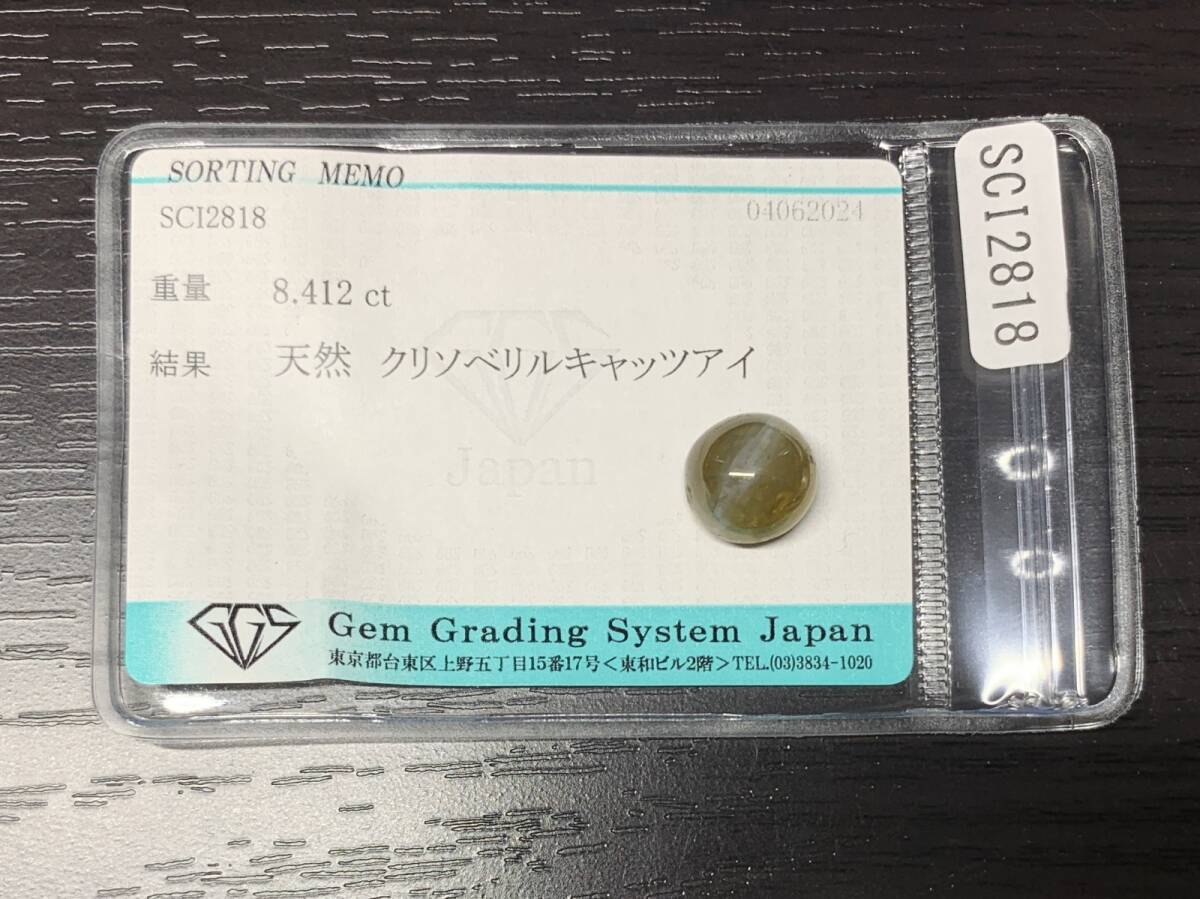 SORTING MEMO
SCI2818 04062024
重量 8.412 ct
結果 天然 クリソベリルキャッツアイ
Japan
GGS
Gem Grading System Japan
東京都台東区上野五丁目15番17号＜東和ビル2階＞TEL.(03)3834-1020
SCI2818